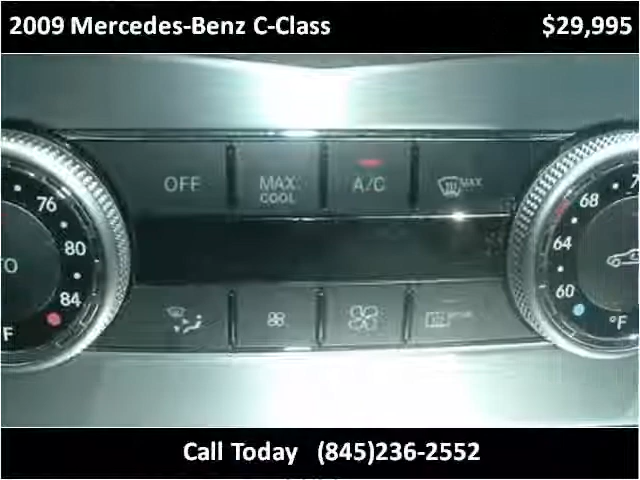 2009 Mercedes-Benz C-Class $29,995
OFF MAX COOL A/C MAX
76
80
84
F
68
64
60
°F
REAR
Call Today (845)236-2552